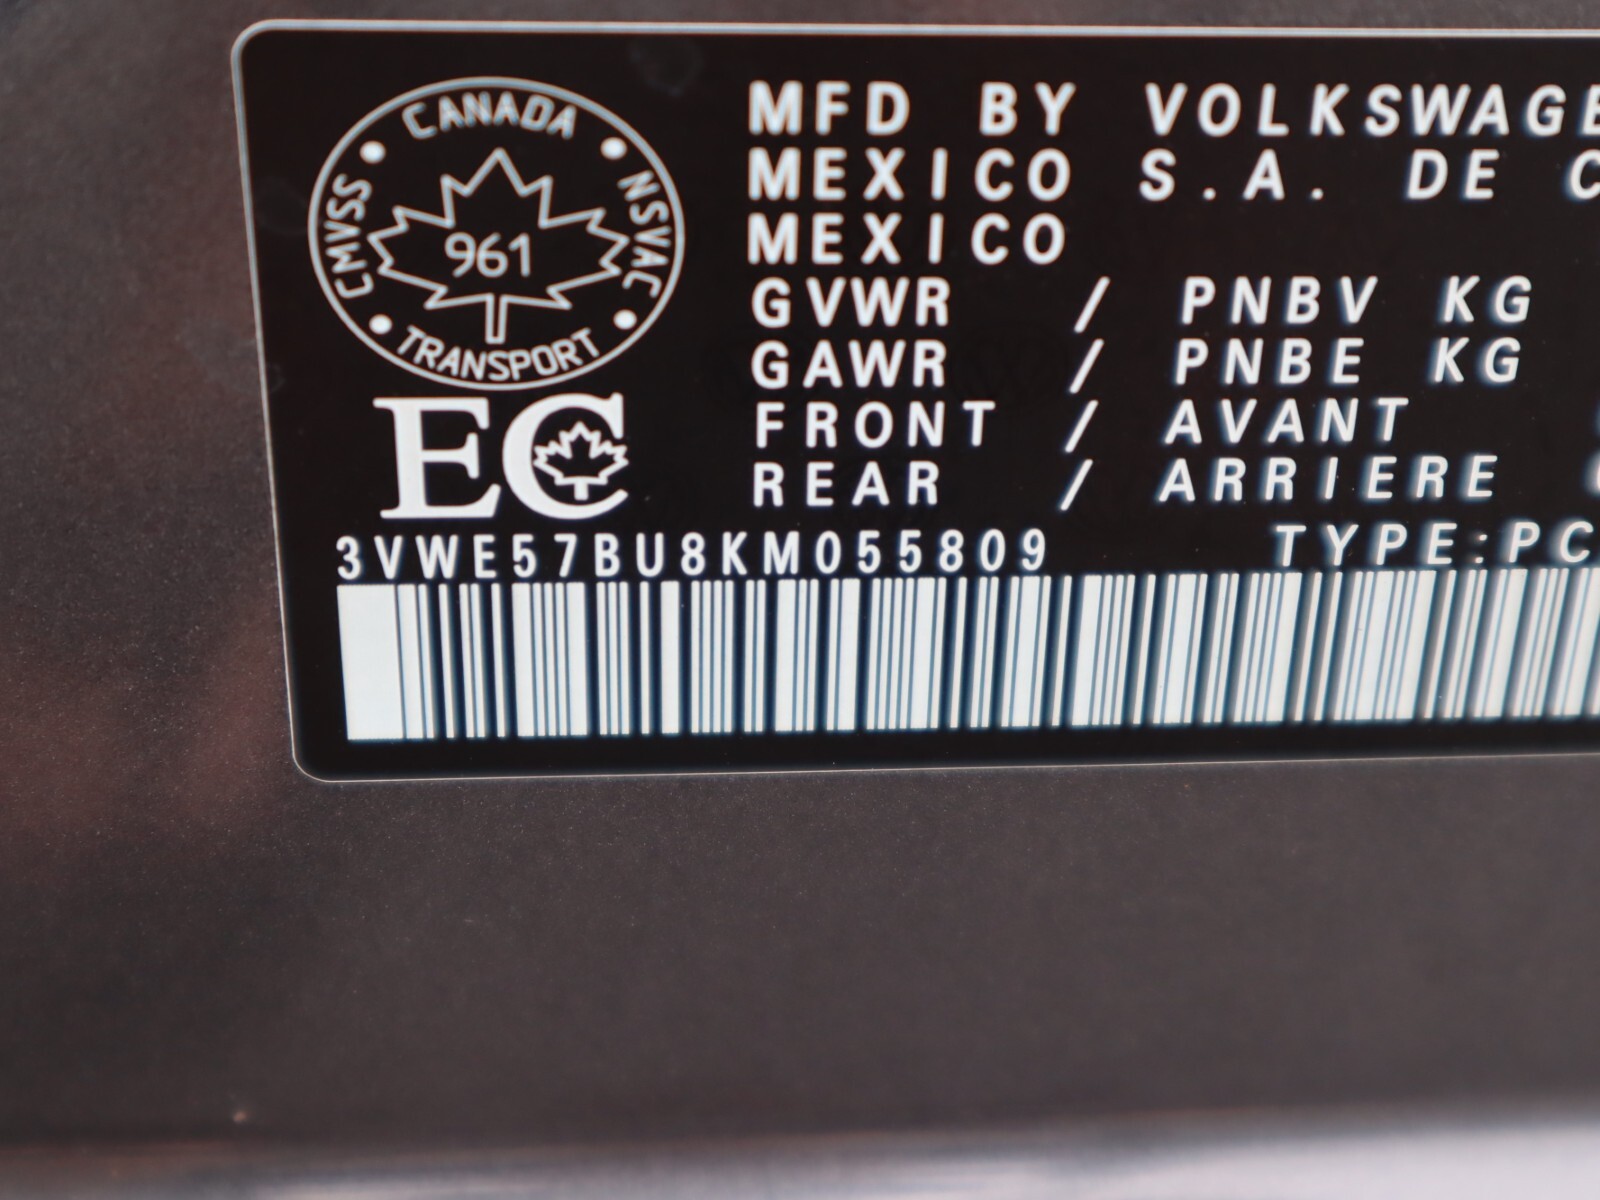 CANADA
CMVSS
NSVAC
961
TRANSPORT
EC
MFD BY VOLKSWAGE
MEXICO S.A. DE C
MEXICO
GVWR / PNBV KG
GAWR / PNBE KG
FRONT / AVANT
REAR / ARRIERE
3VWE57BU8KM055809 TYPE:PC